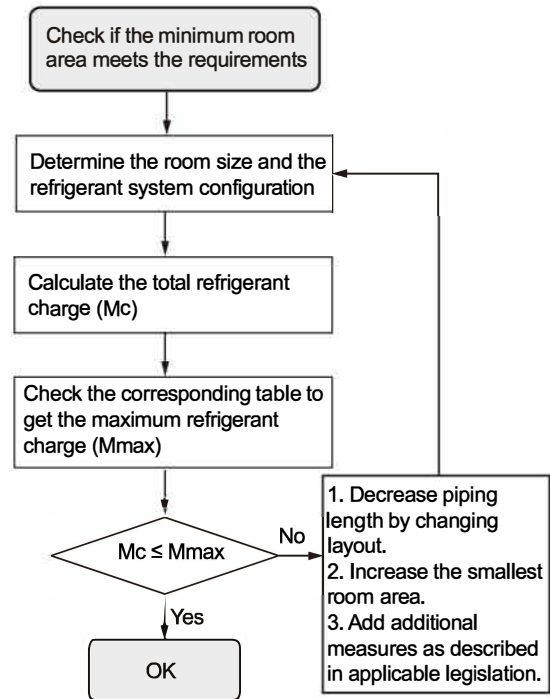 Check if the minimum room
area meets the requirements
Determine the room size and the
refrigerant system configuration
Calculate the total refrigerant
charge (Mc)
Check the corresponding table to
get the maximum refrigerant
charge (Mmax)
Mc ≤ Mmax
No
1. Decrease piping
length by changing
layout.
2. Increase the smallest
room area.
3. Add additional
measures as described
in applicable legislation.
Yes
OK